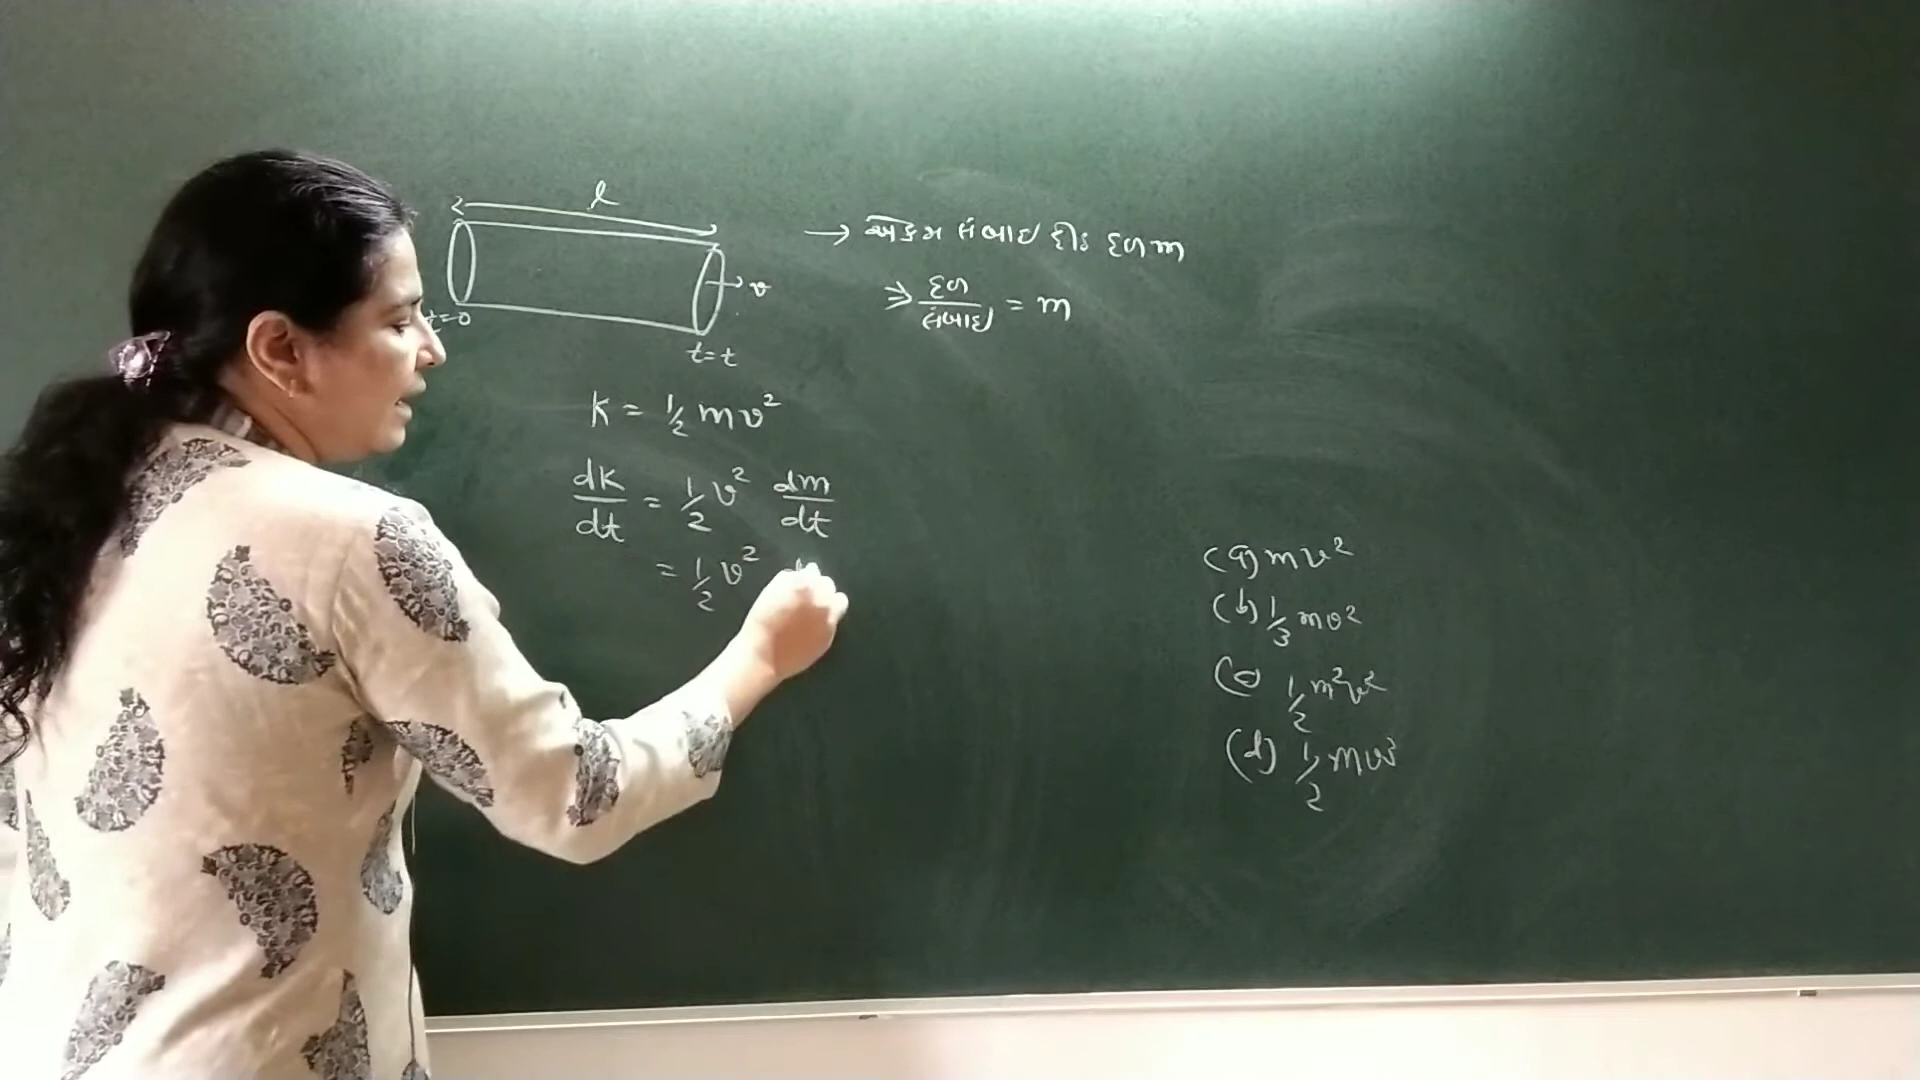 l
→ એકમ લંબાઈ દીઠ દળ m
v
⇒ દળ/લંબાઈ = m
t=0
t=t
K = 1/2 mv²
dK/dt = 1/2 v² dm/dt
= 1/2 v²
(a) mv²
(b) 1/3 mv²
(c) 1/2 m²v²
(d) 1/2 mv³